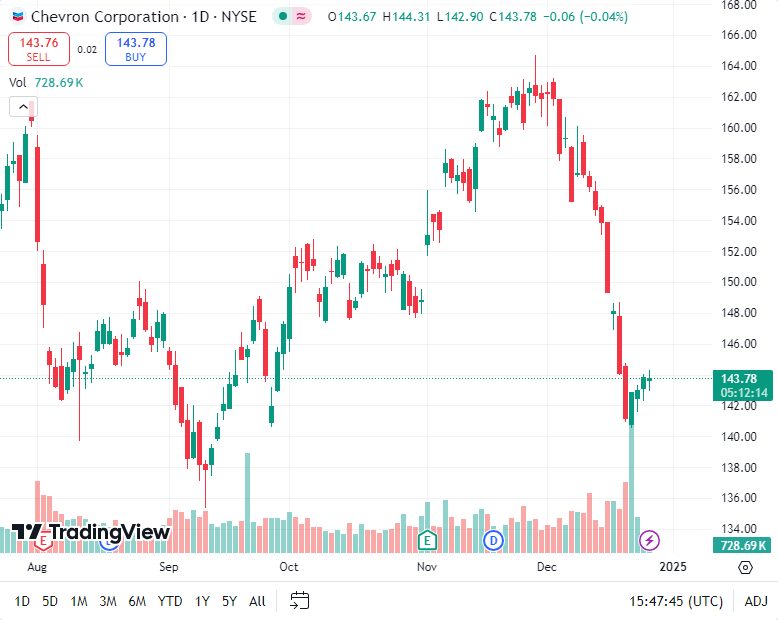 Chevron Corporation · 1D · NYSE ≈ O143.67 H144.31 L142.90 C143.78 −0.06 (−0.04%)
143.76 SELL 0.02 143.78 BUY
Vol 728.69K
168.00
166.00
164.00
162.00
160.00
158.00
156.00
154.00
152.00
150.00
148.00
146.00
143.78
05:12:14
142.00
140.00
138.00
136.00
134.00
728.69K
TradingView
E E D
Aug Sep Oct Nov Dec 2025
1D 5D 1M 3M 6M YTD 1Y 5Y All 15:47:45 (UTC) ADJ